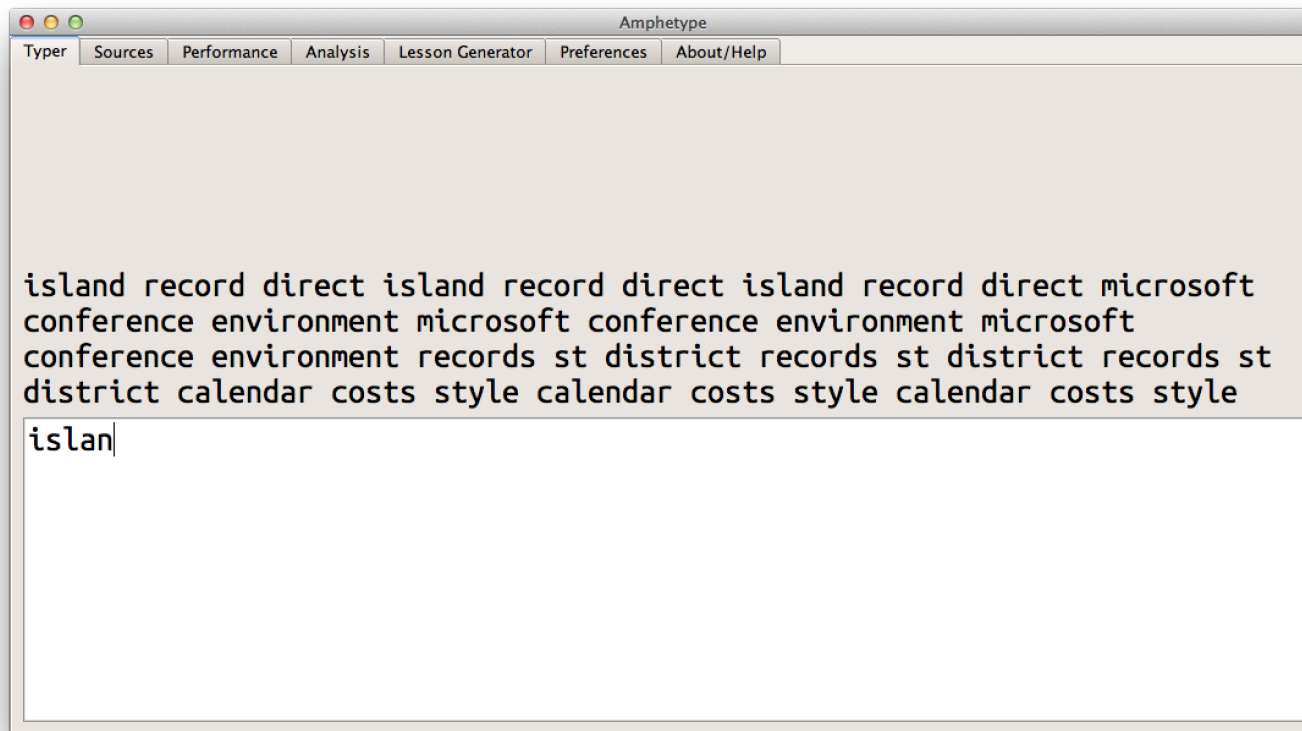 Amphetype
Typer Sources Performance Analysis Lesson Generator Preferences About/Help
island record direct island record direct island record direct microsoft
conference environment microsoft conference environment microsoft
conference environment records st district records st district records st
district calendar costs style calendar costs style calendar costs style
islan